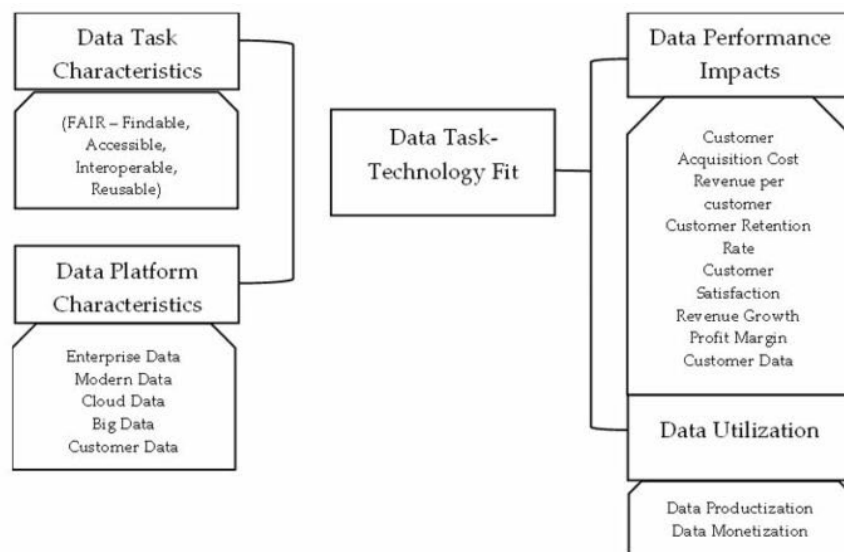 Data Task
Characteristics
(FAIR – Findable,
Accessible,
Interoperable,
Reusable)
Data Platform
Characteristics
Enterprise Data
Modern Data
Cloud Data
Big Data
Customer Data
Data Task-
Technology Fit
Data Performance
Impacts
Customer
Acquisition Cost
Revenue per
customer
Customer Retention
Rate
Customer
Satisfaction
Revenue Growth
Profit Margin
Customer Data
Data Utilization
Data Productization
Data Monetization